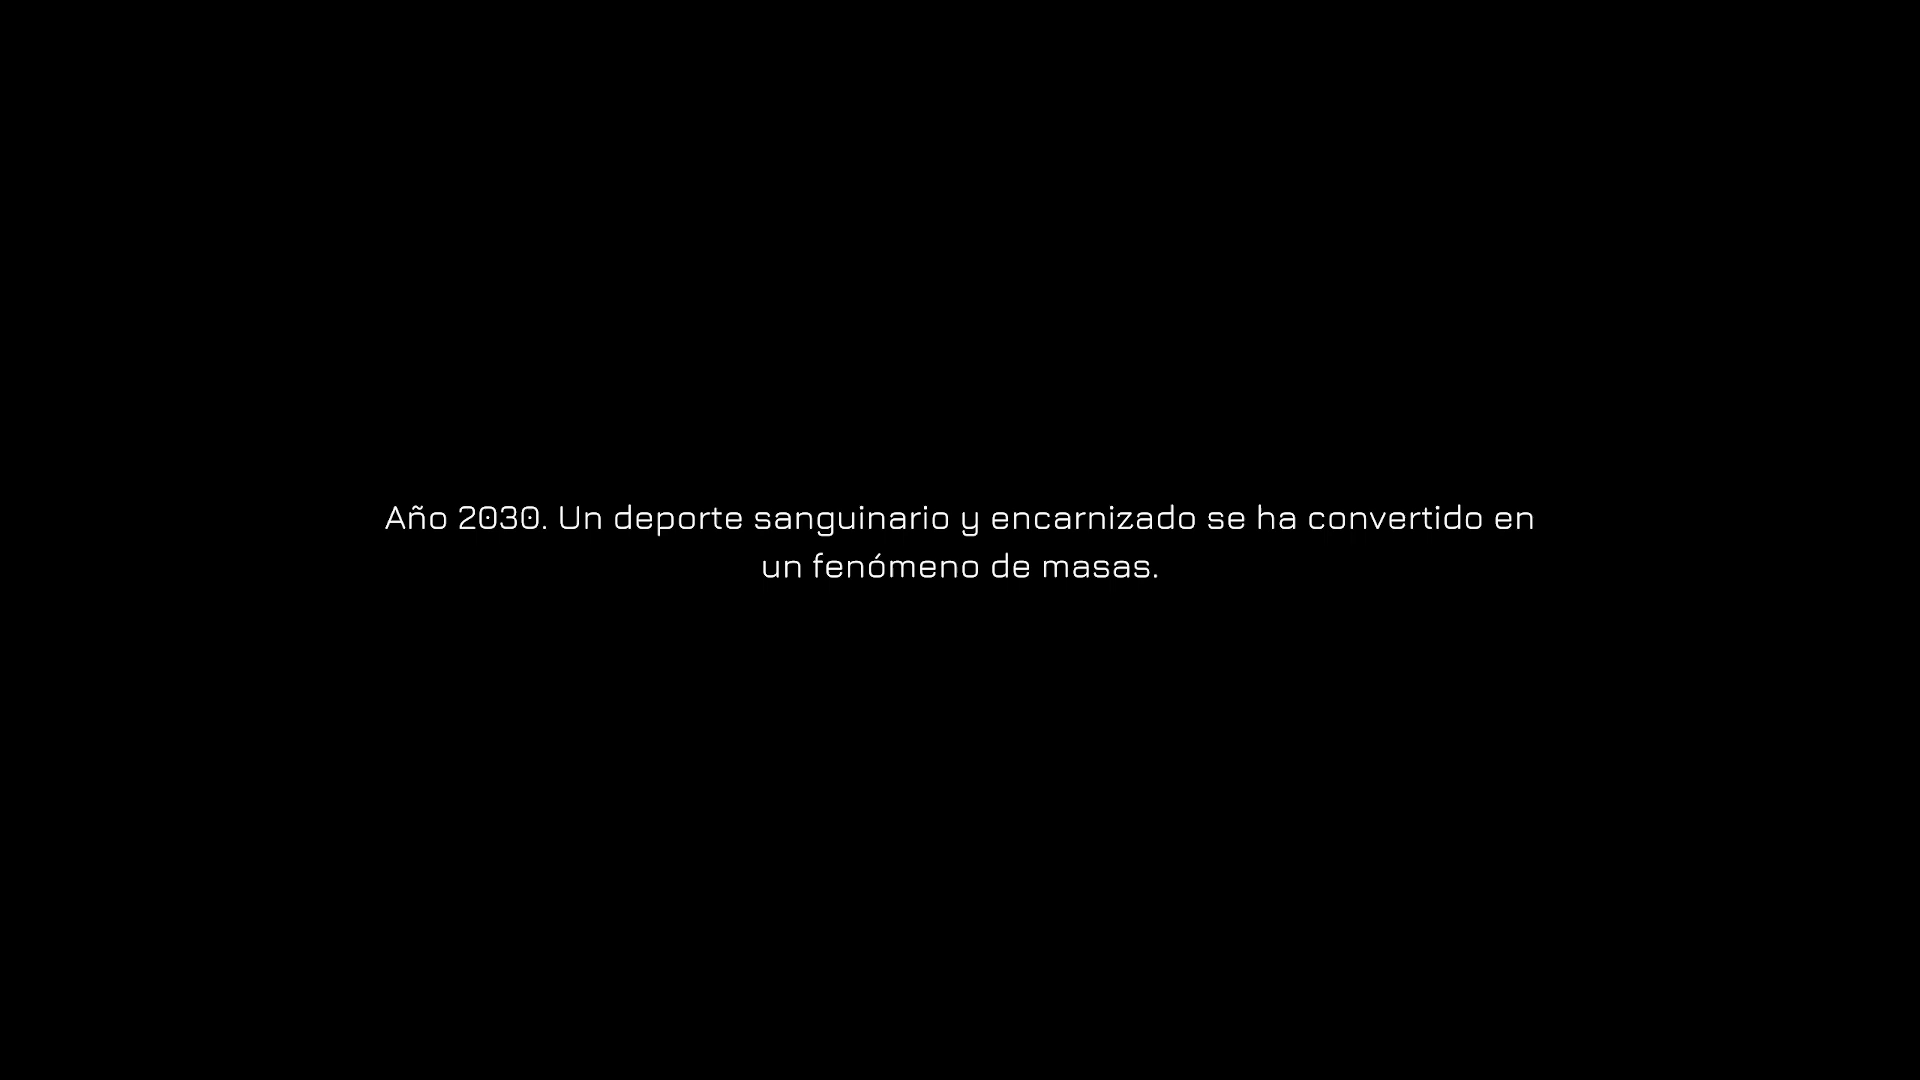 Año 2030. Un deporte sanguinario y encarnizado se ha convertido en
un fenómeno de masas.